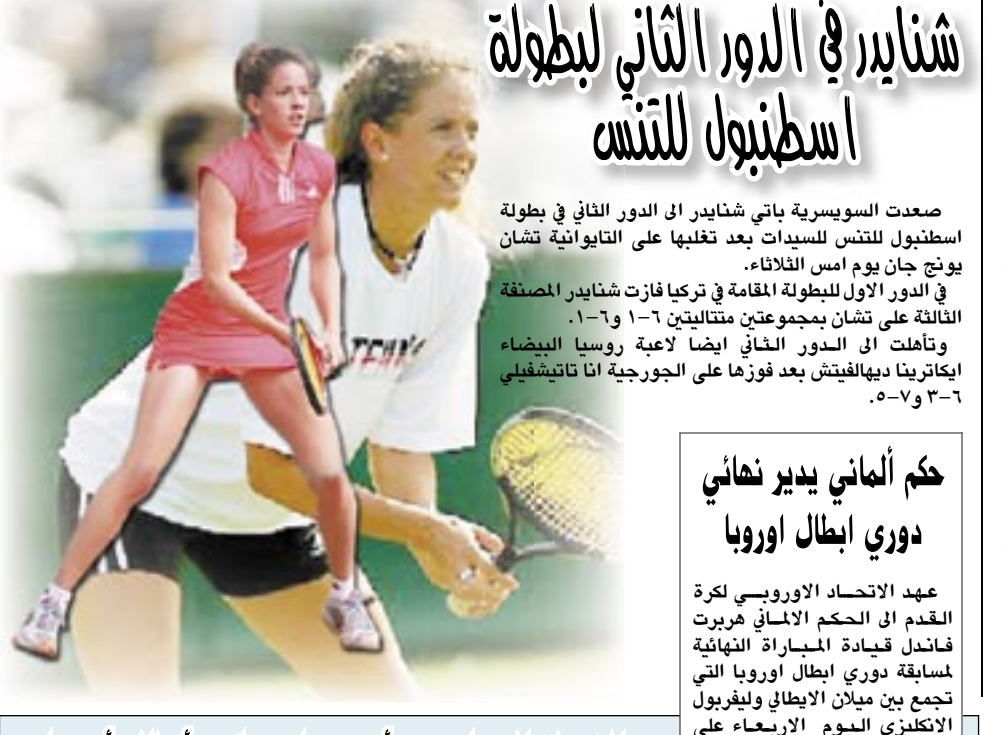 شنايدر في الدور الثاني لبطولة
اسطنبول للتنس
صعدت السويسرية باتي شنايدر الى الدور الثاني في بطولة
اسطنبول للتنس للسيدات بعد تغلبها على التايوانية تشان
يونج جان يوم امس الثلاثاء.
في الدور الاول للبطولة المقامة في تركيا فازت شنايدر المصنفة
الثالثة على تشان بمجموعتين متتاليتين ٦-١ و٦-١.
وتأهلت الى الدور الثاني ايضا لاعبة روسيا البيضاء
ايكاترينا ديهالفيتش بعد فوزها على الجورجية انا تاتيشفيلي
٦-٣ و٧-٥.
حكم ألماني يدير نهائي
دوري ابطال اوروبا
عهد الاتحاد الاوروبي لكرة
القدم الى الحكم الالماني هربرت
فاندل قيادة المباراة النهائية
لمسابقة دوري ابطال اوروبا التي
تجمع بين ميلان الايطالي وليفربول
الانكليزي اليوم الاربعاء على